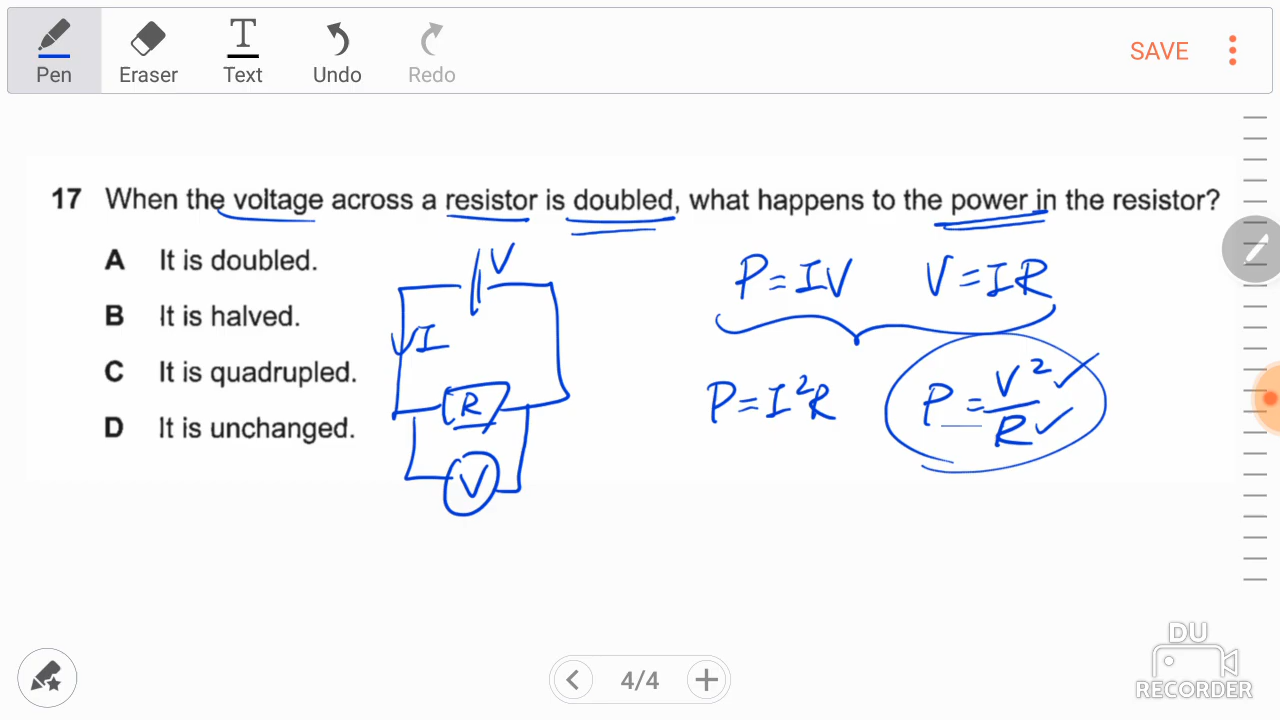 Pen Eraser Text Undo Redo SAVE
17 When the voltage across a resistor is doubled, what happens to the power in the resistor?
A It is doubled.
B It is halved.
C It is quadrupled.
D It is unchanged.
V
I
R
V
P=IV V=IR
P=I²R P=V²/R
4/4
DU
RECORDER